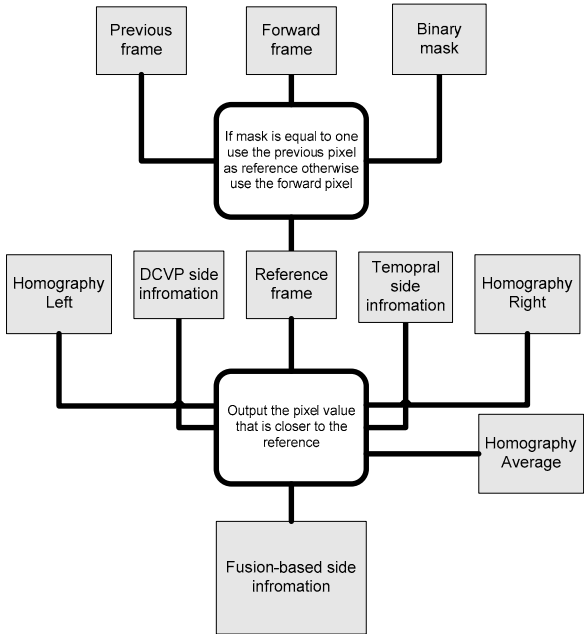 Previous
frame
Forward
frame
Binary
mask
If mask is equal to one
use the previous pixel
as reference otherwise
use the forward pixel
Homography
Left
DCVP side
infromation
Reference
frame
Temopral
side
infromation
Homography
Right
Output the pixel value
that is closer to the
reference
Homography
Average
Fusion-based side
infromation